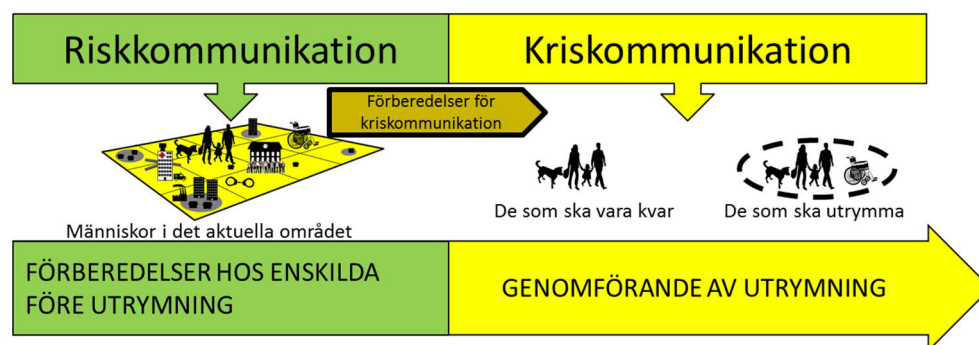 Riskkommunikation
Kriskommunikation
Förberedelser för
kriskommunikation
Människor i det aktuella området
De som ska vara kvar
De som ska utrymma
FÖRBEREDELSER HOS ENSKILDA
FÖRE UTRYMNING
GENOMFÖRANDE AV UTRYMNING